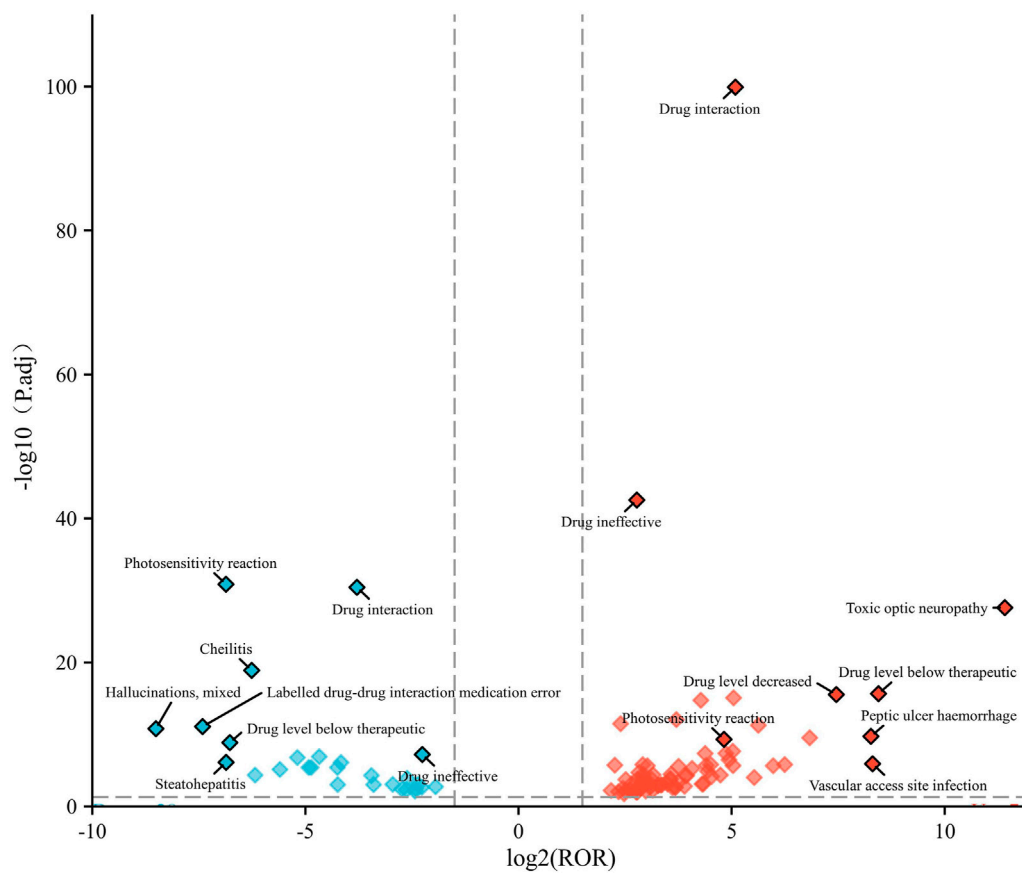 100
80
60
40
20
0
-log10（P.adj）
Drug interaction
Drug ineffective
Photosensitivity reaction
Drug interaction
Toxic optic neuropathy
Cheilitis
Hallucinations, mixed
Labelled drug-drug interaction medication error
Drug level below therapeutic
Steatohepatitis
Drug ineffective
Drug level decreased
Drug level below therapeutic
Photosensitivity reaction
Peptic ulcer haemorrhage
Vascular access site infection
-10
-5
0
5
10
log2(ROR)